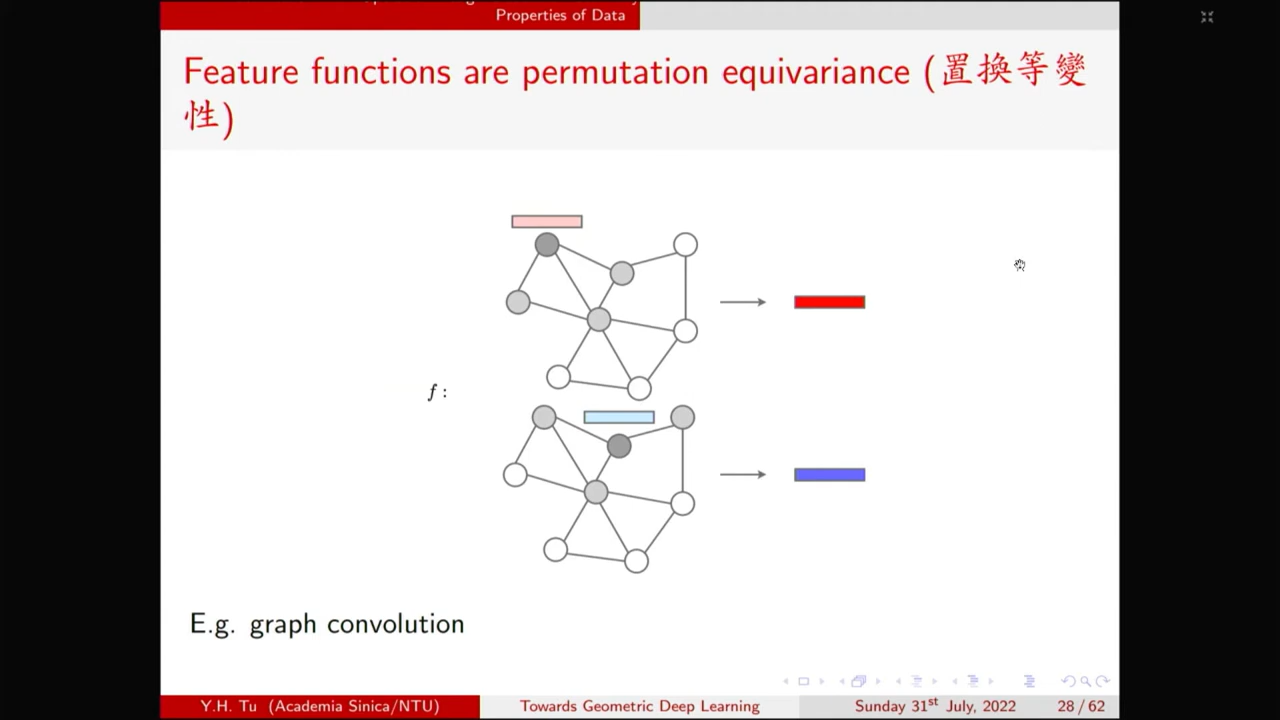 Properties of Data
Feature functions are permutation equivariance (置換等變
性)
f :
E.g. graph convolution
Y.H. Tu (Academia Sinica/NTU)
Towards Geometric Deep Learning
Sunday 31st July, 2022
28 / 62